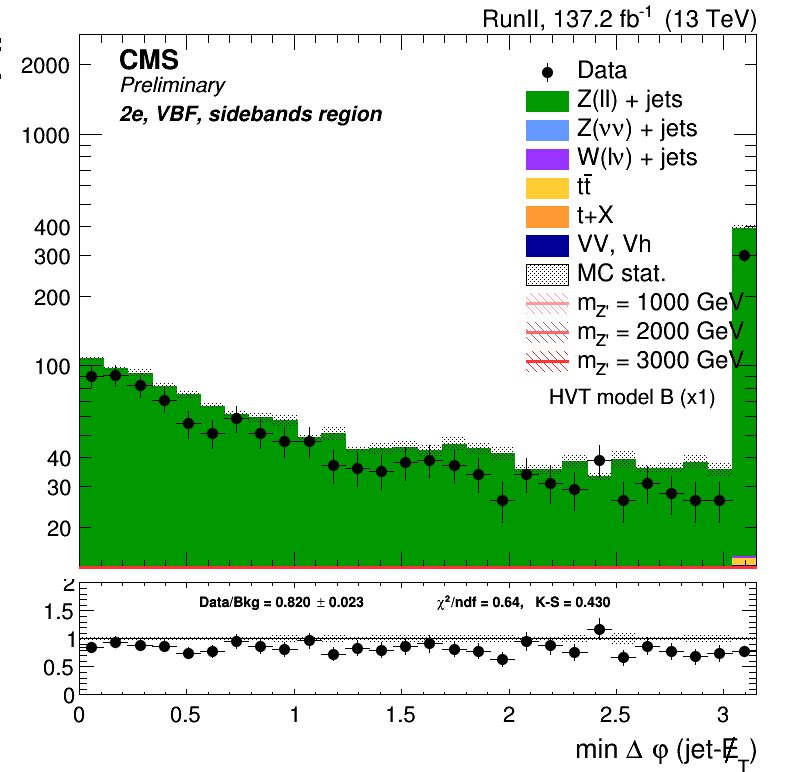 RunII, 137.2 fb⁻¹ (13 TeV)
CMS
Preliminary
2e, VBF, sidebands region
Data
Z(ll) + jets
Z(νν) + jets
W(lν) + jets
tt̄
t+X
VV, Vh
MC stat.
m_Z' = 1000 GeV
m_Z' = 2000 GeV
m_Z' = 3000 GeV
HVT model B (x1)
2000
1000
400
300
200
100
40
30
20
Data/Bkg = 0.820 ± 0.023
χ²/ndf = 0.64, K-S = 0.430
2
1.5
1
0.5
0
0 0.5 1 1.5 2 2.5 3
min Δ φ (jet-E̸_T)